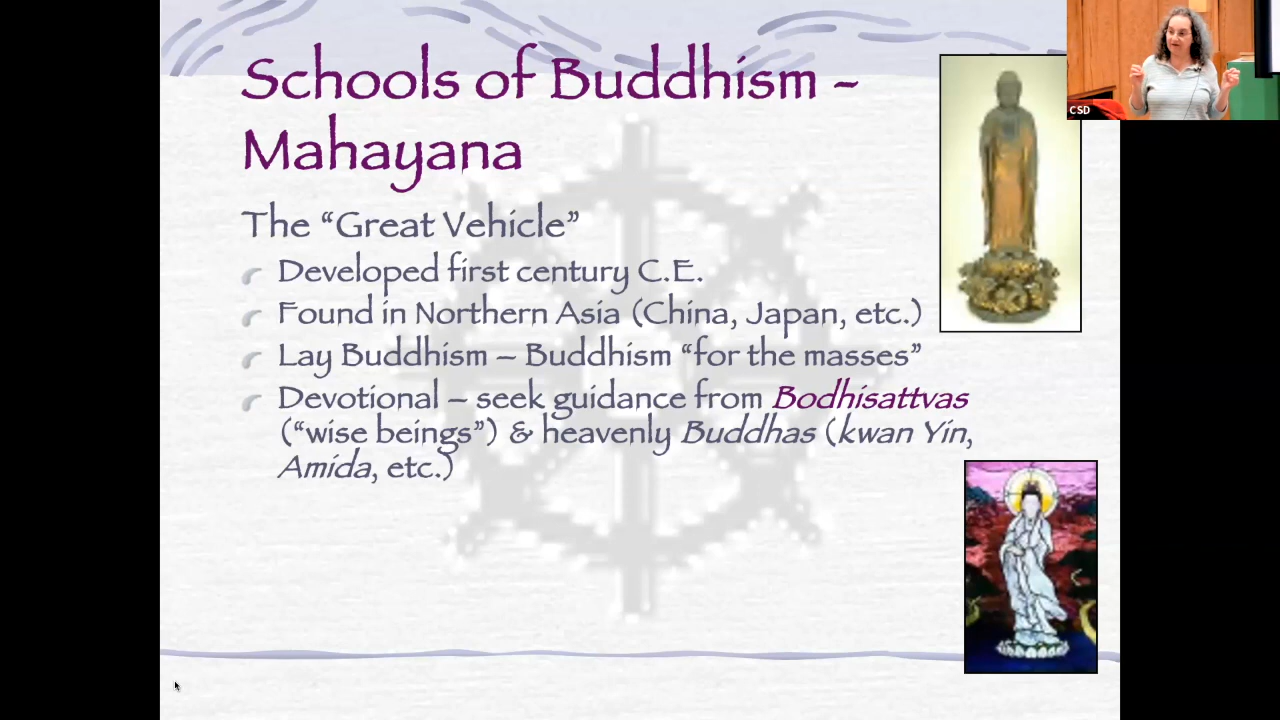 Schools of Buddhism -
Mahayana
The “Great Vehicle”
Developed first century C.E.
Found in Northern Asia (China, Japan, etc.)
Lay Buddhism – Buddhism “for the masses”
Devotional – seek guidance from Bodhisattvas
(“wise beings”) & heavenly Buddhas (kwan Yin,
Amida, etc.)
CSD